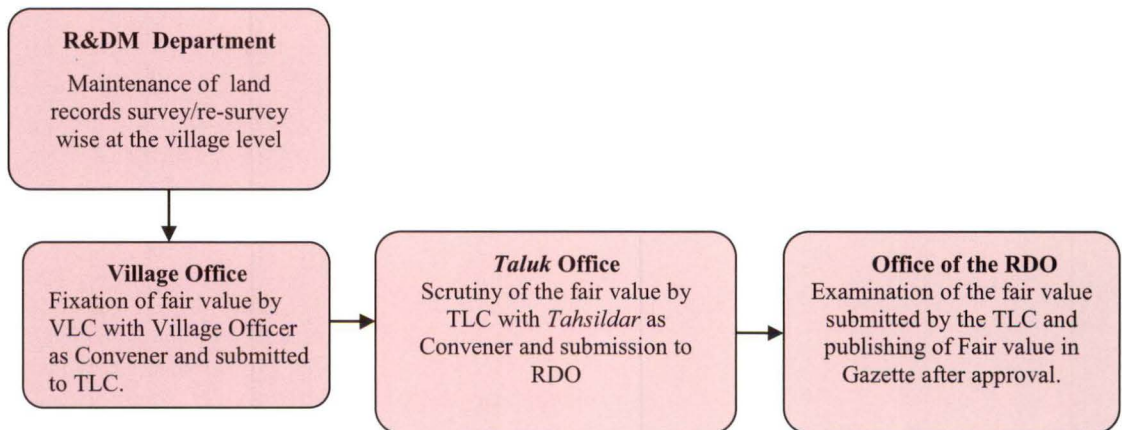 R&DM Department
Maintenance of land
records survey/re-survey
wise at the village level
Village Office
Fixation of fair value by
VLC with Village Officer
as Convener and submitted
to TLC.
Taluk Office
Scrutiny of the fair value by
TLC with Tahsildar as
Convener and submission to
RDO
Office of the RDO
Examination of the fair value
submitted by the TLC and
publishing of Fair value in
Gazette after approval.